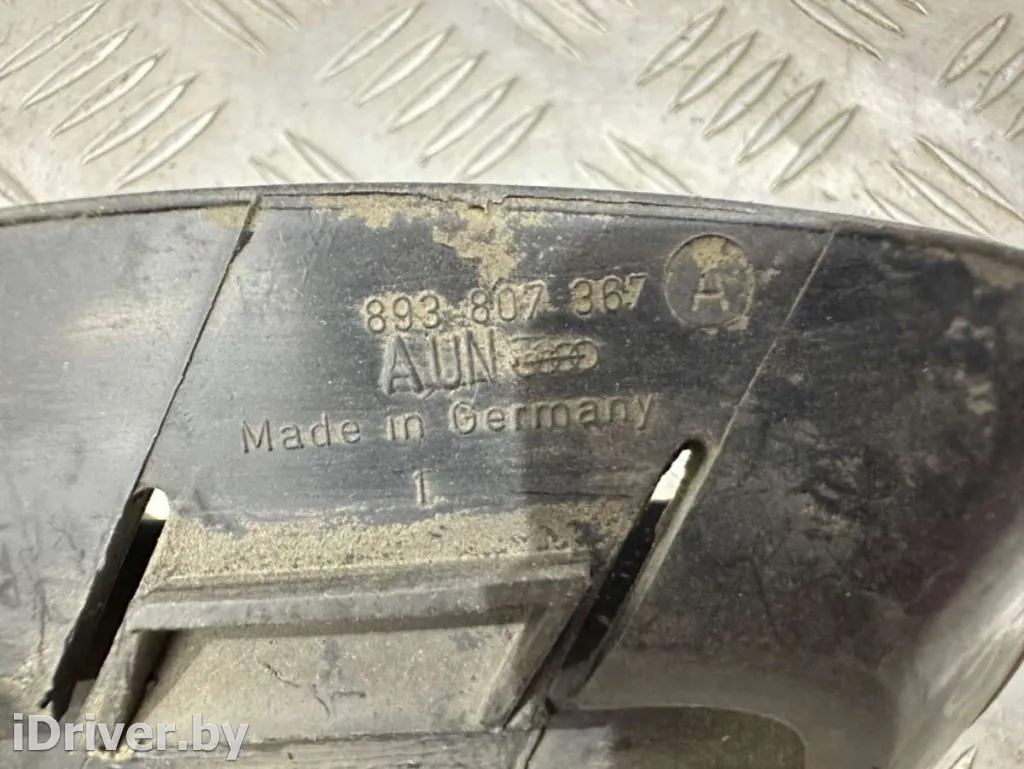 893 807 367 A
AUN
Made in Germany
1
iDriver.by